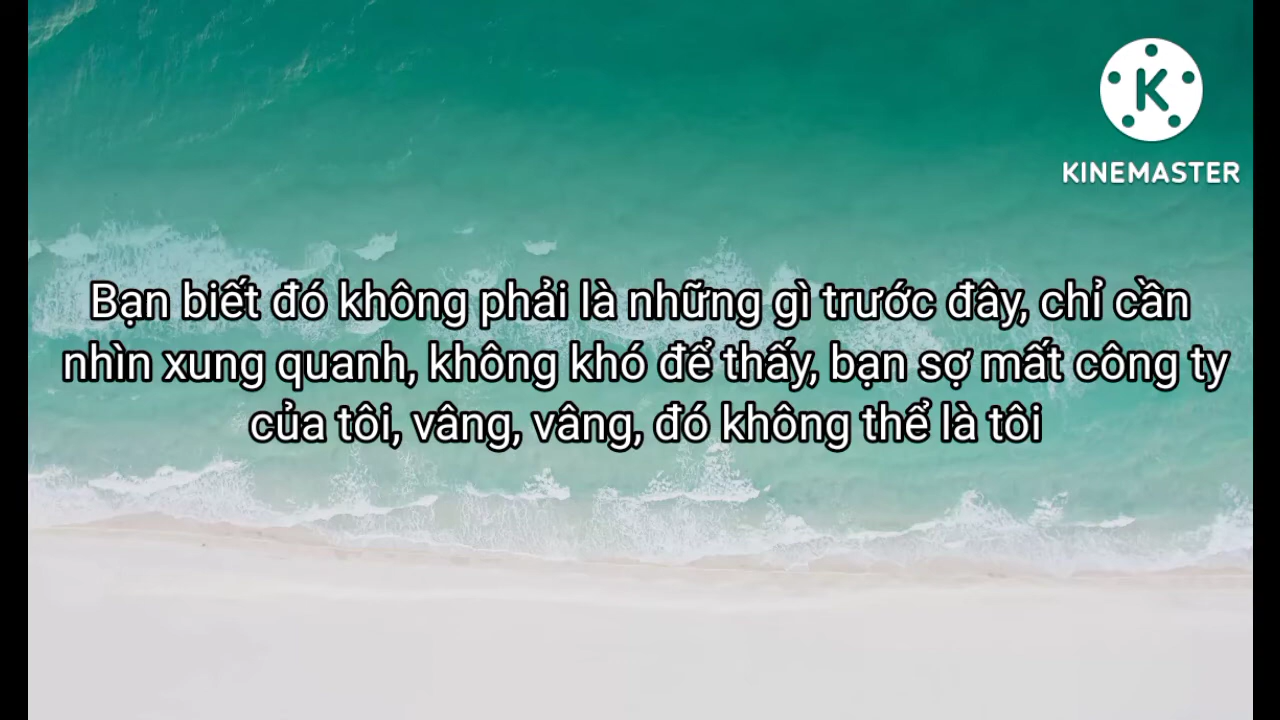 KINEMASTER
Bạn biết đó không phải là những gì trước đây, chỉ cần
nhìn xung quanh, không khó để thấy, bạn sợ mất công ty
của tôi, vâng, vâng, đó không thể là tôi